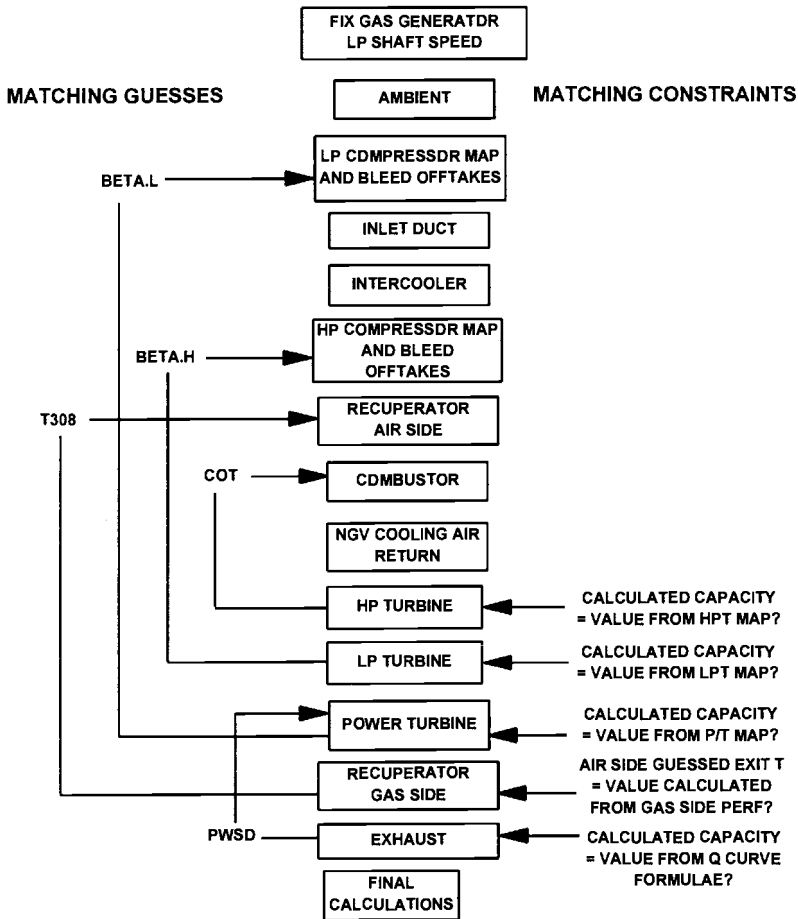 FIX GAS GENERATDR
LP SHAFT SPEED
MATCHING GUESSES
AMBIENT
MATCHING CONSTRAINTS
LP CDMPRESSDR MAP
AND BLEED OFFTAKES
BETA.L
INLET DUCT
INTERCOOLER
HP COMPRESSDR MAP
AND BLEED
OFFTAKES
BETA.H
T308
RECUPERATOR
AIR SIDE
COT
CDMBUSTOR
NGV COOLING AIR
RETURN
HP TURBINE
CALCULATED CAPACITY
= VALUE FROM HPT MAP?
LP TURBINE
CALCULATED CAPACITY
= VALUE FROM LPT MAP?
POWER TURBINE
CALCULATED CAPACITY
= VALUE FROM P/T MAP?
RECUPERATOR
GAS SIDE
AIR SIDE GUESSED EXIT T
= VALUE CALCULATED
FROM GAS SIDE PERF?
PWSD
EXHAUST
CALCULATED CAPACITY
= VALUE FROM Q CURVE
FORMULAE?
FINAL
CALCULATIONS